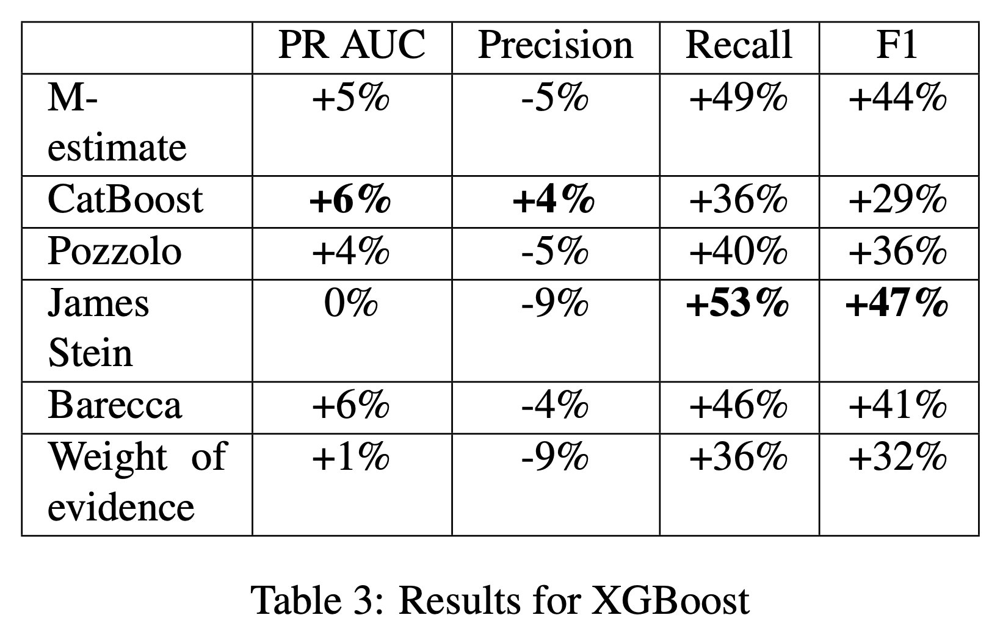 PR AUC Precision Recall F1
M- +5% -5% +49% +44%
estimate
CatBoost +6% +4% +36% +29%
Pozzolo +4% -5% +40% +36%
James 0% -9% +53% +47%
Stein
Barecca +6% -4% +46% +41%
Weight of +1% -9% +36% +32%
evidence
Table 3: Results for XGBoost